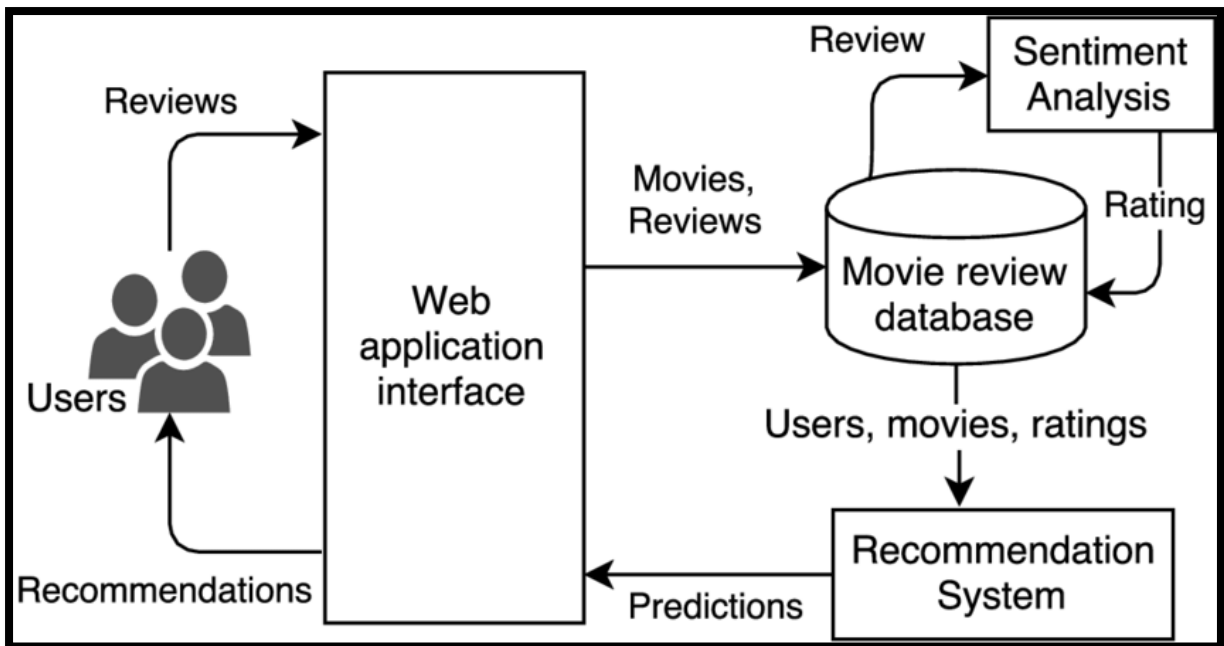 Reviews
Users
Recommendations
Web
application
interface
Movies,
Reviews
Review
Sentiment
Analysis
Rating
Movie review
database
Users, movies, ratings
Recommendation
System
Predictions